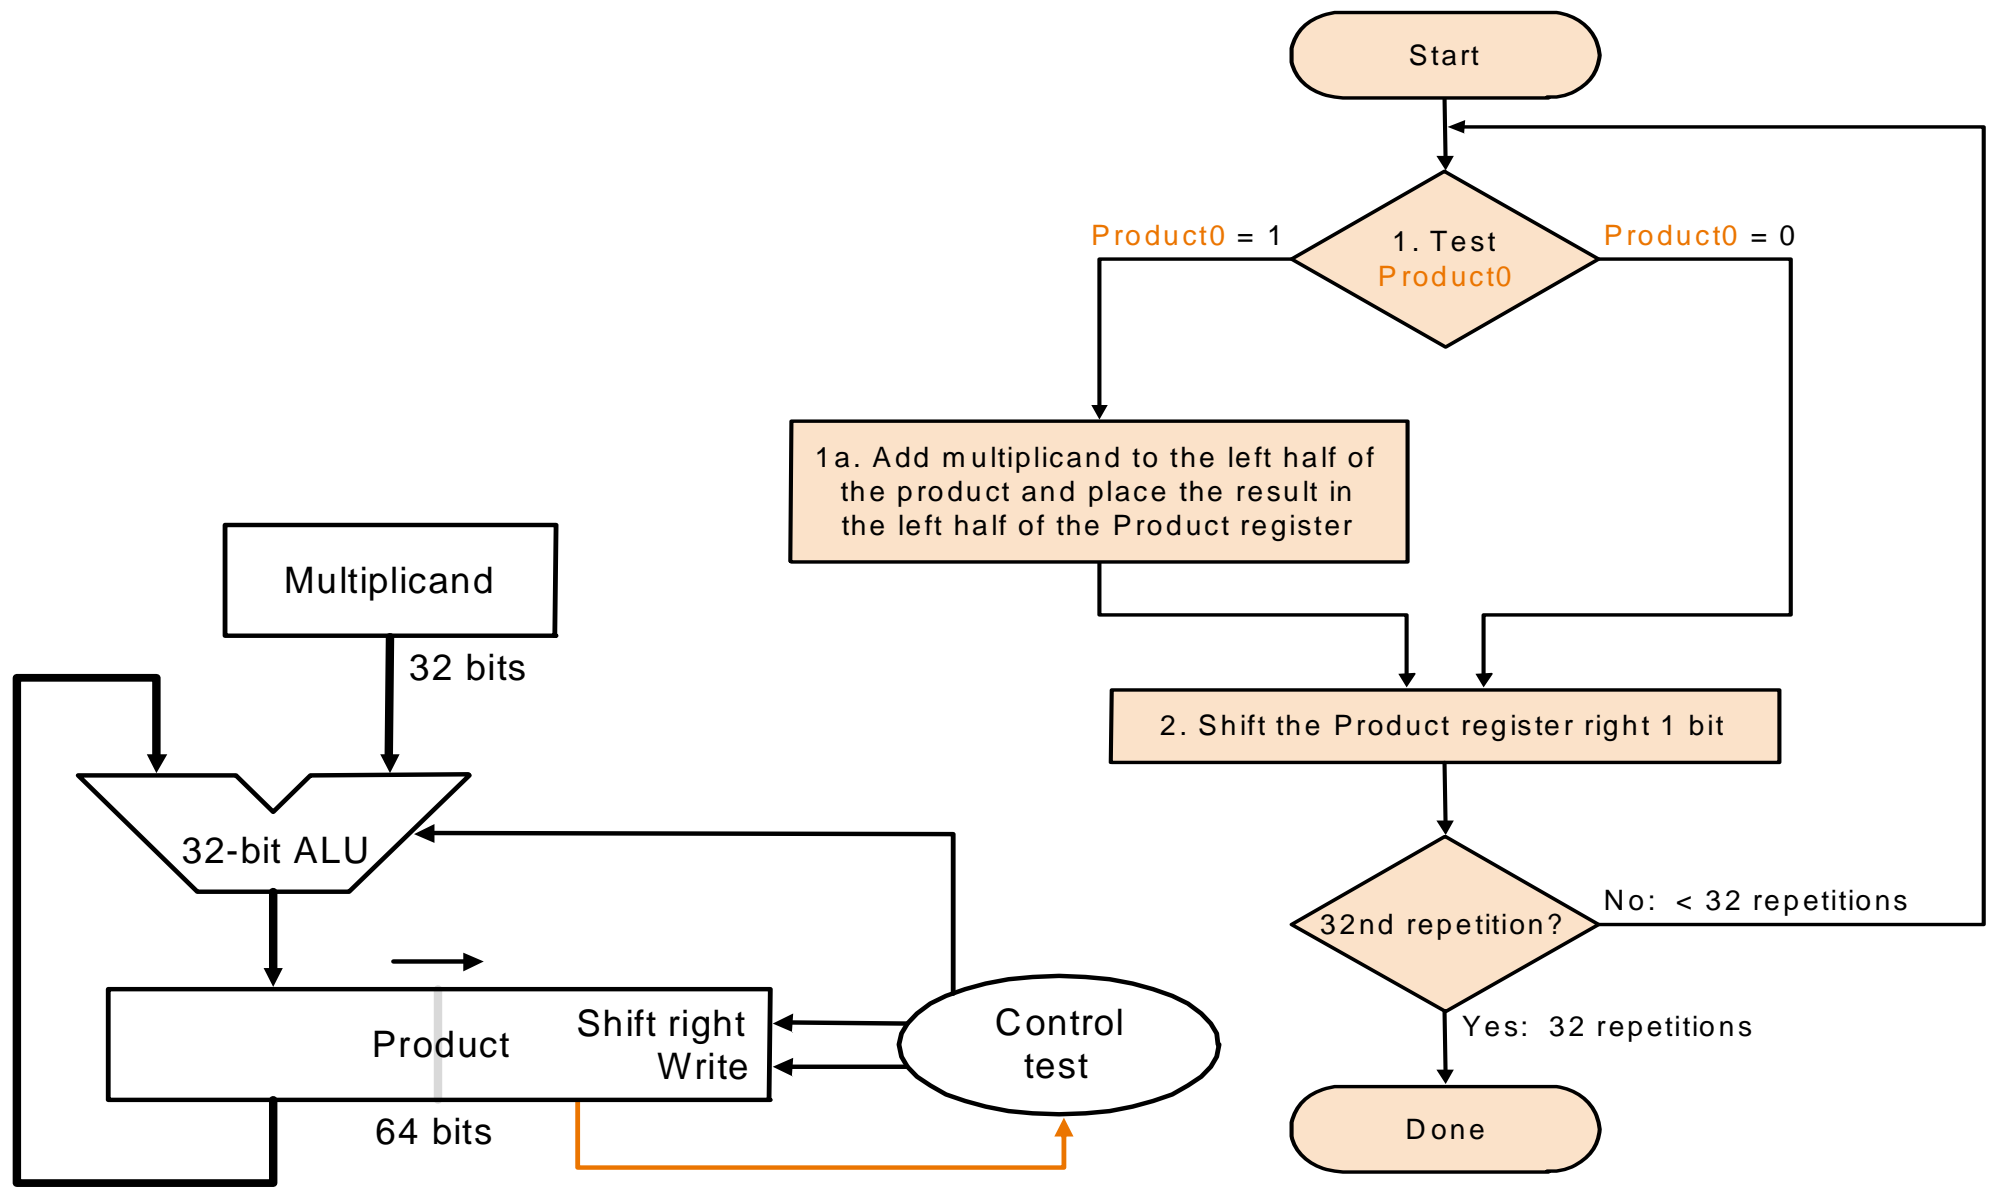 Multiplicand
32 bits
32-bit ALU
Product
Shift right
Write
64 bits
Control
test
Start
Product0 = 1
1. Test
Product0
Product0 = 0
1a. Add multiplicand to the left half of
the product and place the result in
the left half of the Product register
2. Shift the Product register right 1 bit
32nd repetition?
No: < 32 repetitions
Yes: 32 repetitions
Done